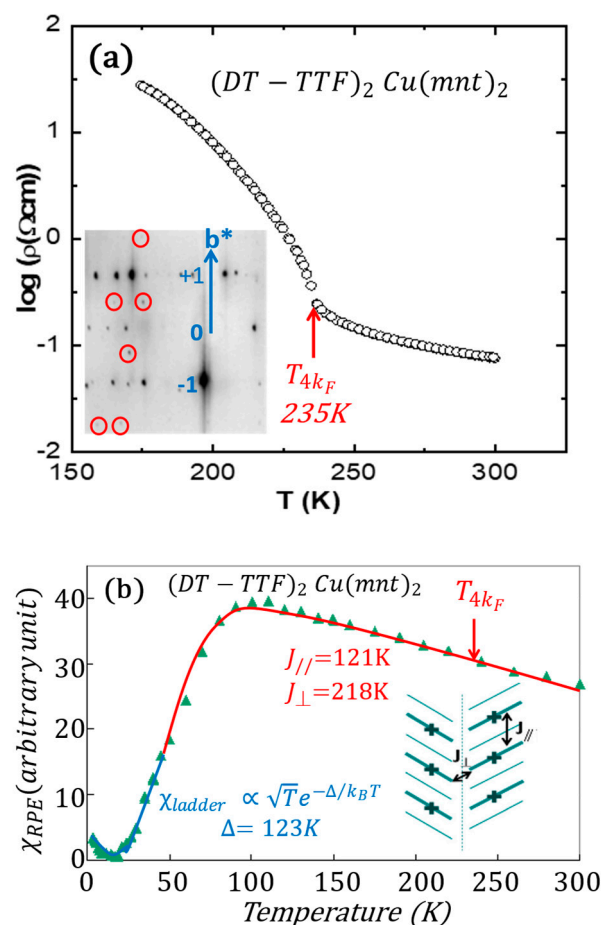 (a)
(DT − TTF)₂ Cu(mnt)₂
log (ρ(Ωcm))
2
1
0
-1
-2
b*
+1
0
-1
T₄ₖF
235K
150
200
250
300
T (K)
(b)
(DT − TTF)₂ Cu(mnt)₂
T₄ₖF
χRPE(arbitrary unit)
40
30
20
10
0
J//=121K
J⊥=218K
J//
J⊥
χladder ∝ √T e^−Δ/kBT
Δ= 123K
0
50
100
150
200
250
300
Temperature (K)